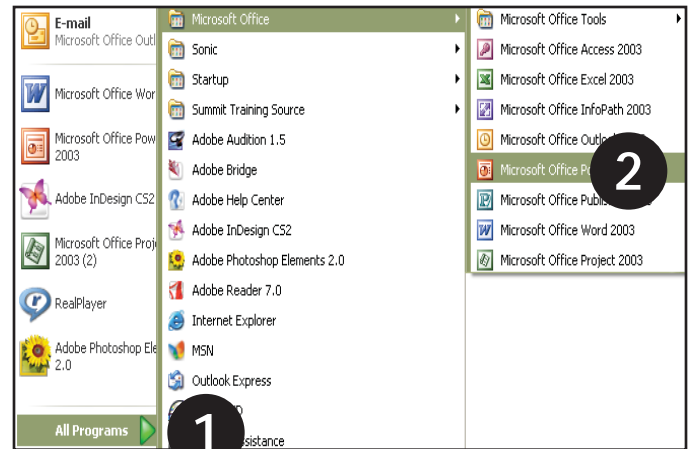 E-mail
Microsoft Office Outl
Microsoft Office Wor
Microsoft Office Pow
2003
Adobe InDesign CS2
Microsoft Office Proj
2003 (2)
RealPlayer
Adobe Photoshop Ele
2.0
All Programs
Microsoft Office
Sonic
Startup
Summit Training Source
Adobe Audition 1.5
Adobe Bridge
Adobe Help Center
Adobe InDesign CS2
Adobe Photoshop Elements 2.0
Adobe Reader 7.0
Internet Explorer
MSN
Outlook Express
sistance
1
Microsoft Office Tools
Microsoft Office Access 2003
Microsoft Office Excel 2003
Microsoft Office InfoPath 2003
Microsoft Office Outlo
Microsoft Office Po
Microsoft Office Publis
Microsoft Office Word 2003
Microsoft Office Project 2003
2